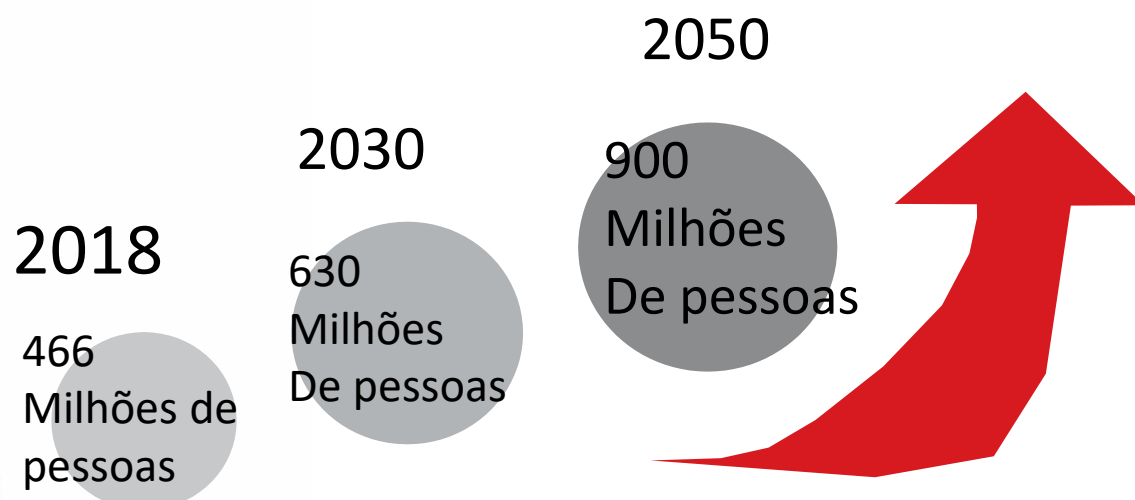 2018
466
Milhões de
pessoas
2030
630
Milhões
De pessoas
2050
900
Milhões
De pessoas